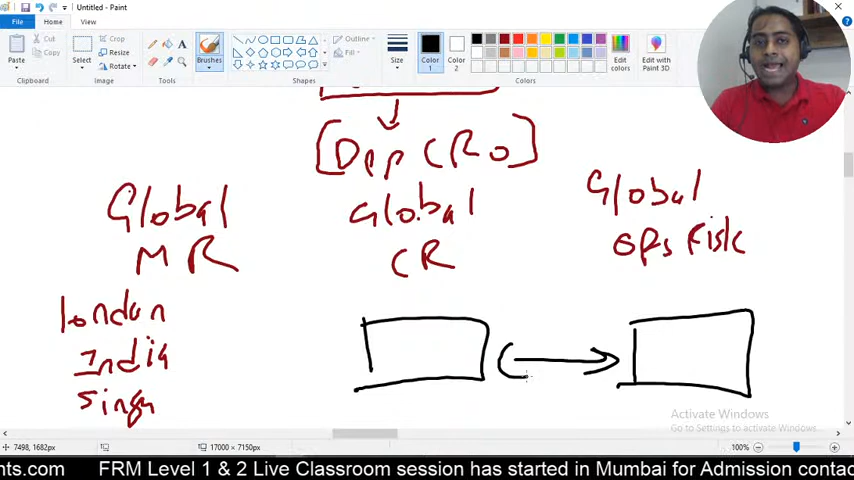 Untitled - Paint
File
Home
View
Paste
Cut
Copy
Clipboard
Select
Crop
Resize
Rotate
Image
Tools
Brushes
Shapes
Outline
Fill
Size
Color 1
Color 2
Colors
Edit colors
Edit with Paint 3D
[Dep CRO]
Global
MR
Global
CR
Global
OPs Risk
London
India
Singa
Activate Windows
Go to Settings to activate Windows.
7498, 1682px
17000 × 7150px
100%
nts.com
FRM Level 1 & 2 Live Classroom session has started in Mumbai for Admission contac